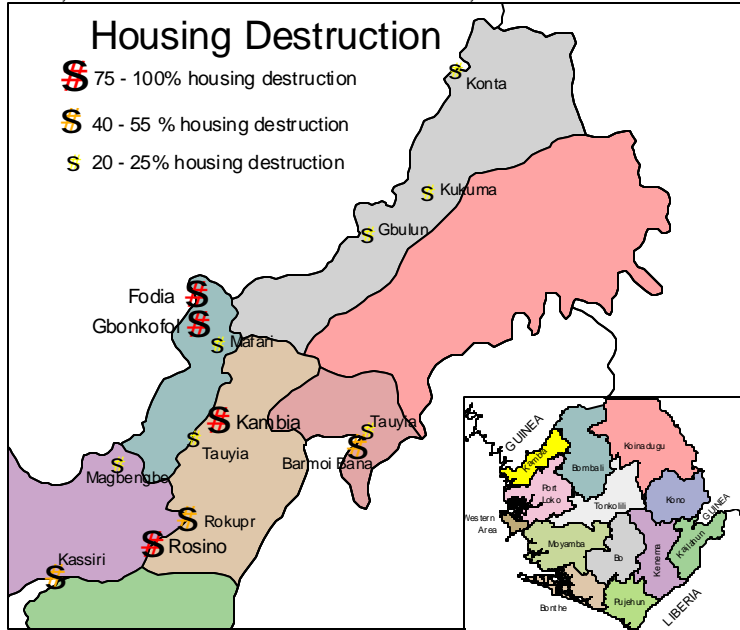 Housing Destruction
75 - 100% housing destruction
40 - 55 % housing destruction
20 - 25% housing destruction
Konta
Kukuma
Gbulun
Fodia
Gbonkofol
Mafari
Kambia
Tauyia
Tauyia
Barmoi Bana
Magbengbe
Rokupr
Rosino
Kassiri
GUINEA
Kambia
Bombali
Koinadugu
Port
Loko
Tonkolili
Kono
GUINEA
Western
Area
Moyamba
Bo
Kenema
Kailahun
Bonthe
Pujehun
LIBERIA